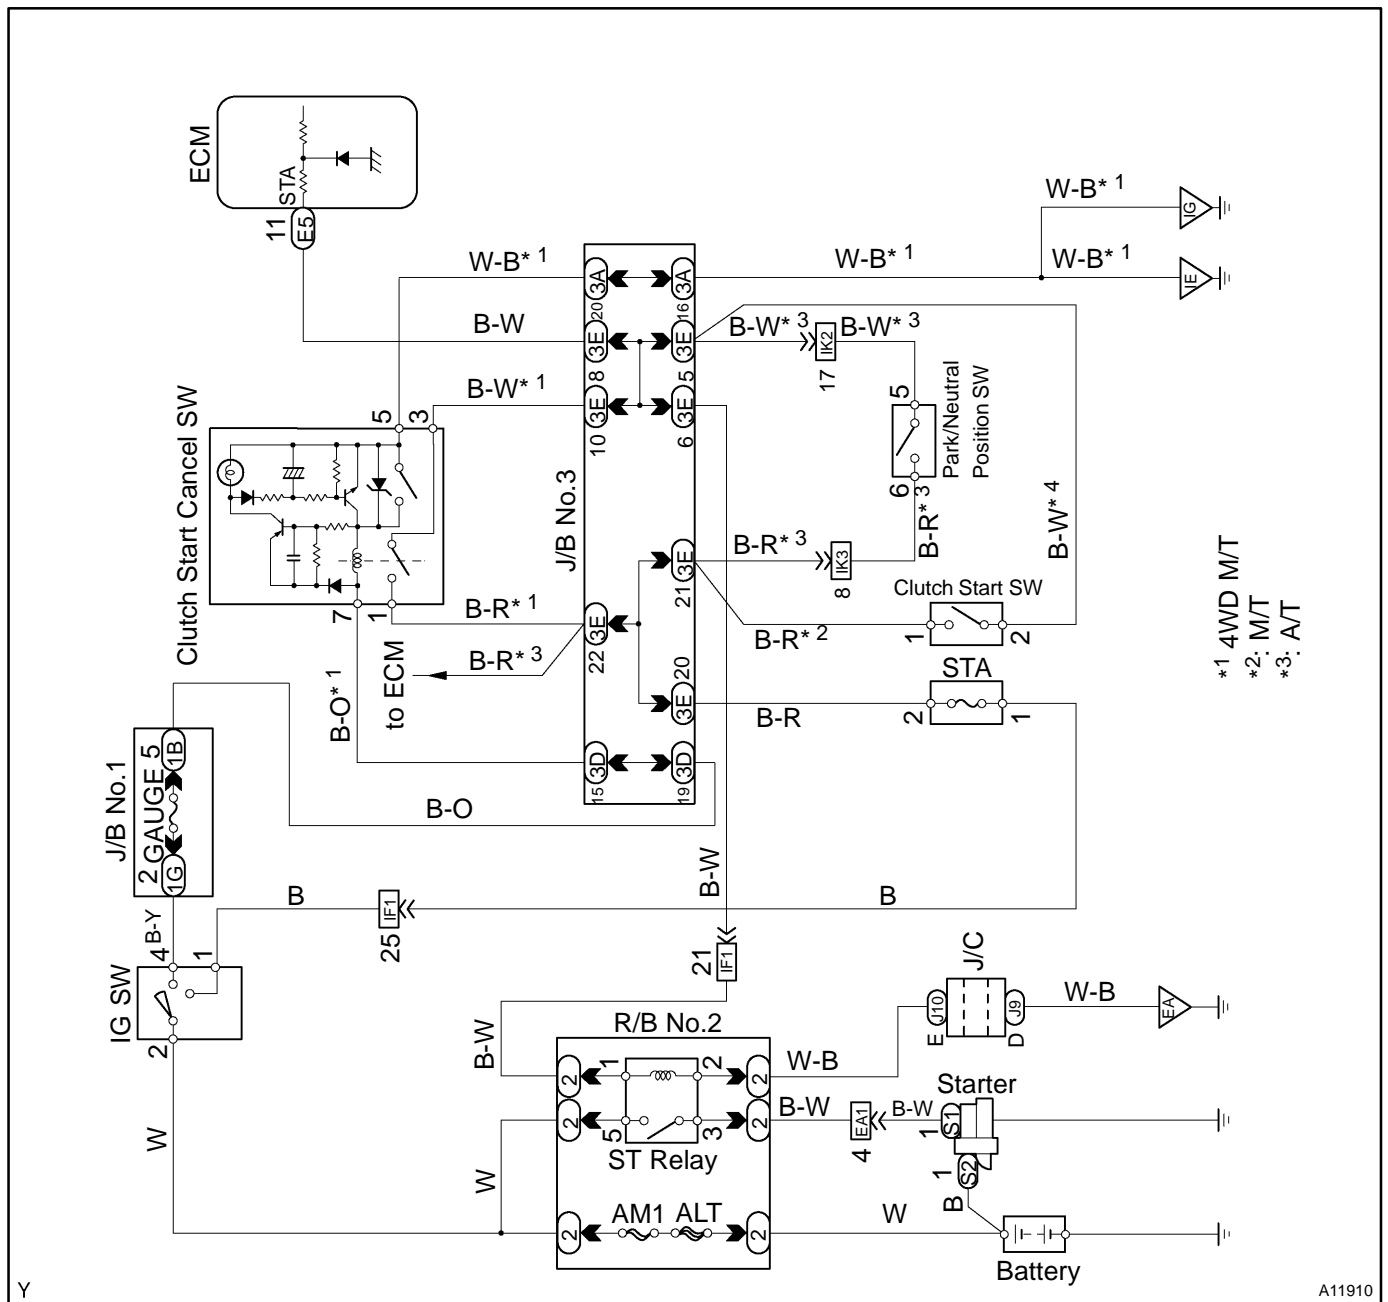 ECM
STA
11
E5
W-B* 1
W-B* 1
W-B* 1
W-B* 1
IG
IE
3A
3A
20
16
B-W
3E
3E
8
5
B-W* 3
IK2
17
B-W* 3
B-W* 1
3E
3E
10
6
Clutch Start Cancel SW
5
3
7
1
J/B No.3
5
Park/Neutral
Position SW
6
B-R* 3
B-W* 4
B-R* 3
IK3
8
3E
21
Clutch Start SW
1
2
B-R* 2
B-R* 1
3E
22
B-R* 3
to ECM
B-O* 1
20
3E
B-R
STA
2
1
*1 4WD M/T
*2: M/T
*3: A/T
3D
15
3D
19
J/B No.1
2 GAUGE 5
1B
1G
B-O
B-W
B
IF1
25
B
B-Y
4
1
IG SW
2
21
IF1
J/C
J10
E
J9
D
W-B
EA
R/B No.2
B-W
2
1
2
2
W-B
2
5
3
2
ST Relay
B-W
EA1
4
B-W
Starter
1
S1
1
S2
B
W
W
2
AM1
ALT
2
W
Battery
Y
A11910